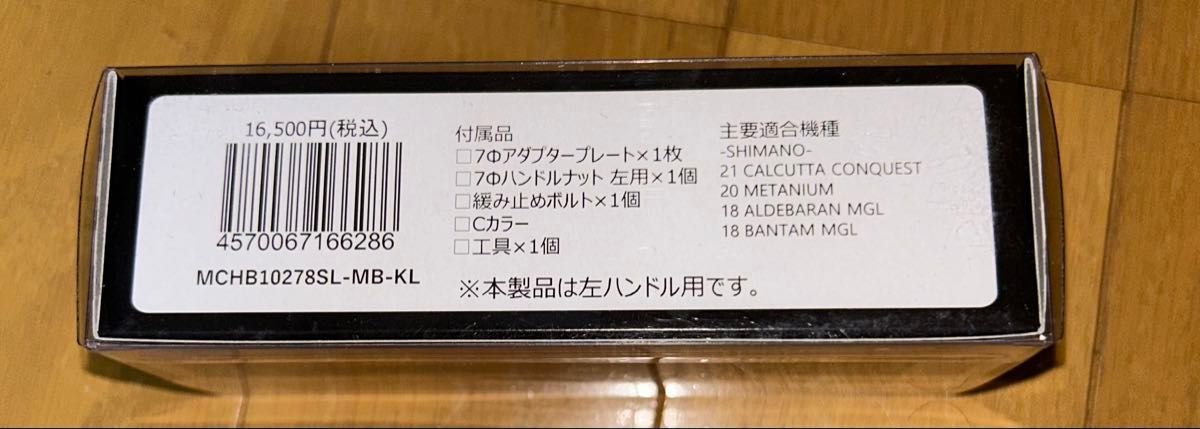 16,500円(税込)
4570067166286
MCHB10278SL-MB-KL
付属品
□7Φアダプタープレート×1枚
□7Φハンドルナット 左用×1個
□緩み止めボルト×1個
□Cカラー
□工具×1個
※本製品は左ハンドル用です。
主要適合機種
-SHIMANO-
21 CALCUTTA CONQUEST
20 METANIUM
18 ALDEBARAN MGL
18 BANTAM MGL